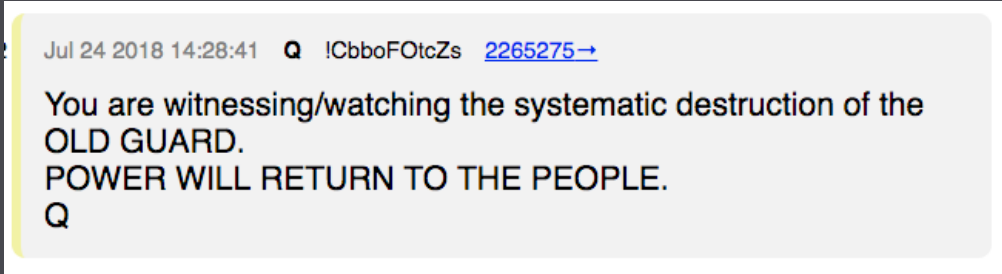 Jul 24 2018 14:28:41 Q !CbboFOtcZs 2265275→
You are witnessing/watching the systematic destruction of the
OLD GUARD.
POWER WILL RETURN TO THE PEOPLE.
Q